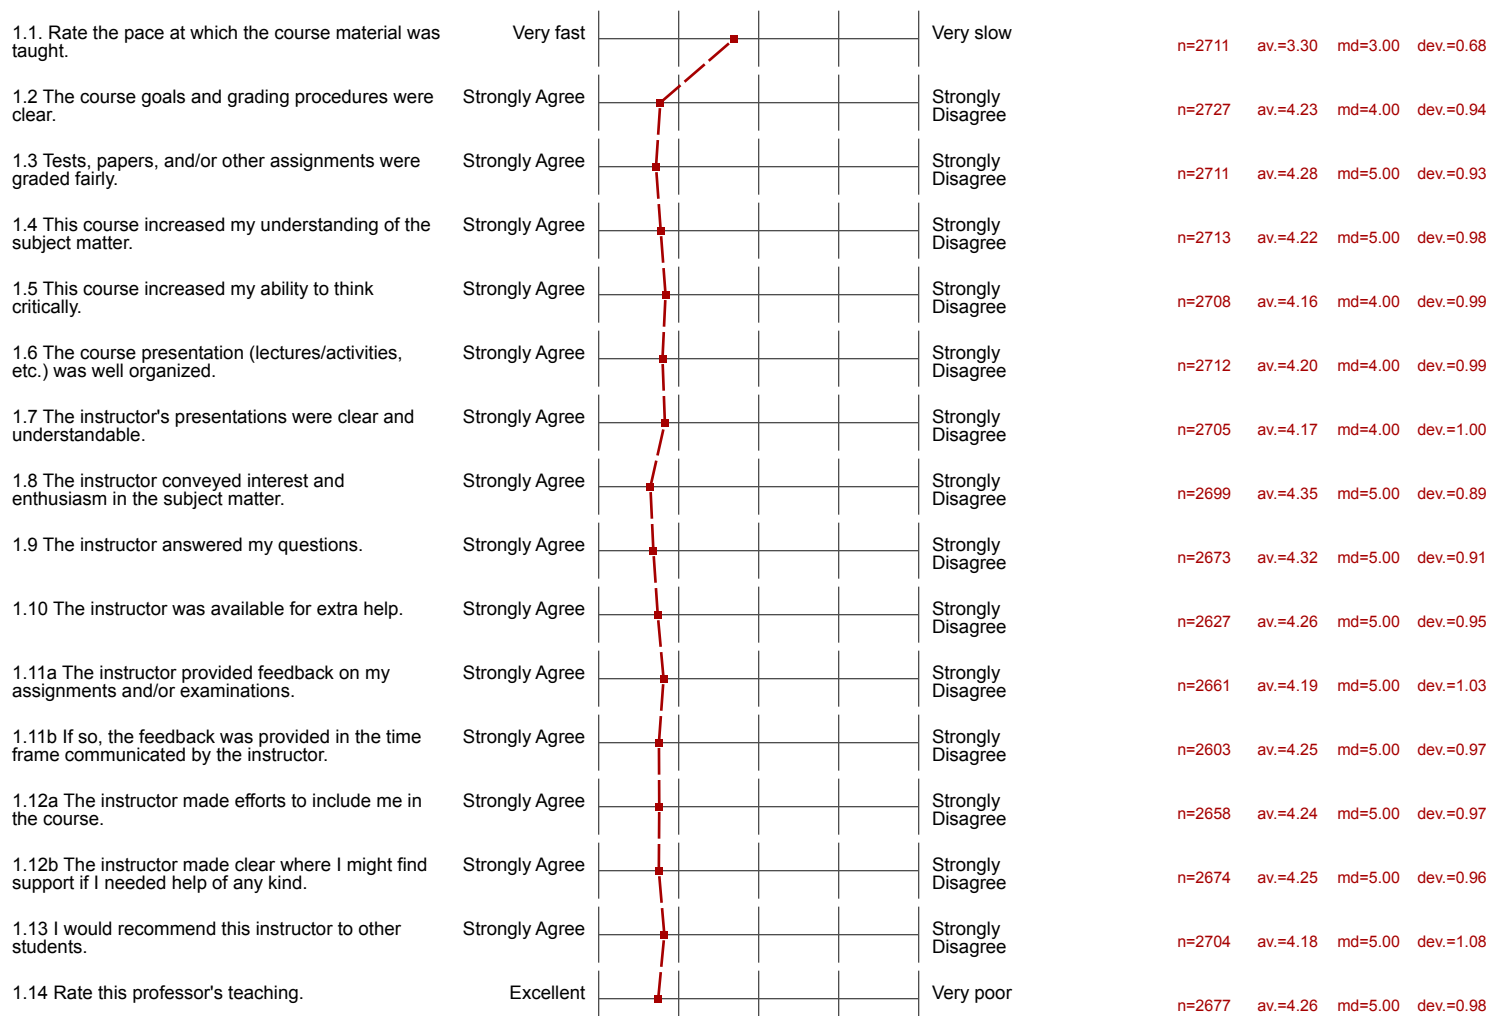 1.1. Rate the pace at which the course material was
taught.
Very fast
Very slow
n=2711 av.=3.30 md=3.00 dev.=0.68
1.2 The course goals and grading procedures were
clear.
Strongly Agree
Strongly
Disagree
n=2727 av.=4.23 md=4.00 dev.=0.94
1.3 Tests, papers, and/or other assignments were
graded fairly.
Strongly Agree
Strongly
Disagree
n=2711 av.=4.28 md=5.00 dev.=0.93
1.4 This course increased my understanding of the
subject matter.
Strongly Agree
Strongly
Disagree
n=2713 av.=4.22 md=5.00 dev.=0.98
1.5 This course increased my ability to think
critically.
Strongly Agree
Strongly
Disagree
n=2708 av.=4.16 md=4.00 dev.=0.99
1.6 The course presentation (lectures/activities,
etc.) was well organized.
Strongly Agree
Strongly
Disagree
n=2712 av.=4.20 md=4.00 dev.=0.99
1.7 The instructor's presentations were clear and
understandable.
Strongly Agree
Strongly
Disagree
n=2705 av.=4.17 md=4.00 dev.=1.00
1.8 The instructor conveyed interest and
enthusiasm in the subject matter.
Strongly Agree
Strongly
Disagree
n=2699 av.=4.35 md=5.00 dev.=0.89
1.9 The instructor answered my questions.
Strongly Agree
Strongly
Disagree
n=2673 av.=4.32 md=5.00 dev.=0.91
1.10 The instructor was available for extra help.
Strongly Agree
Strongly
Disagree
n=2627 av.=4.26 md=5.00 dev.=0.95
1.11a The instructor provided feedback on my
assignments and/or examinations.
Strongly Agree
Strongly
Disagree
n=2661 av.=4.19 md=5.00 dev.=1.03
1.11b If so, the feedback was provided in the time
frame communicated by the instructor.
Strongly Agree
Strongly
Disagree
n=2603 av.=4.25 md=5.00 dev.=0.97
1.12a The instructor made efforts to include me in
the course.
Strongly Agree
Strongly
Disagree
n=2658 av.=4.24 md=5.00 dev.=0.97
1.12b The instructor made clear where I might find
support if I needed help of any kind.
Strongly Agree
Strongly
Disagree
n=2674 av.=4.25 md=5.00 dev.=0.96
1.13 I would recommend this instructor to other
students.
Strongly Agree
Strongly
Disagree
n=2704 av.=4.18 md=5.00 dev.=1.08
1.14 Rate this professor's teaching.
Excellent
Very poor
n=2677 av.=4.26 md=5.00 dev.=0.98